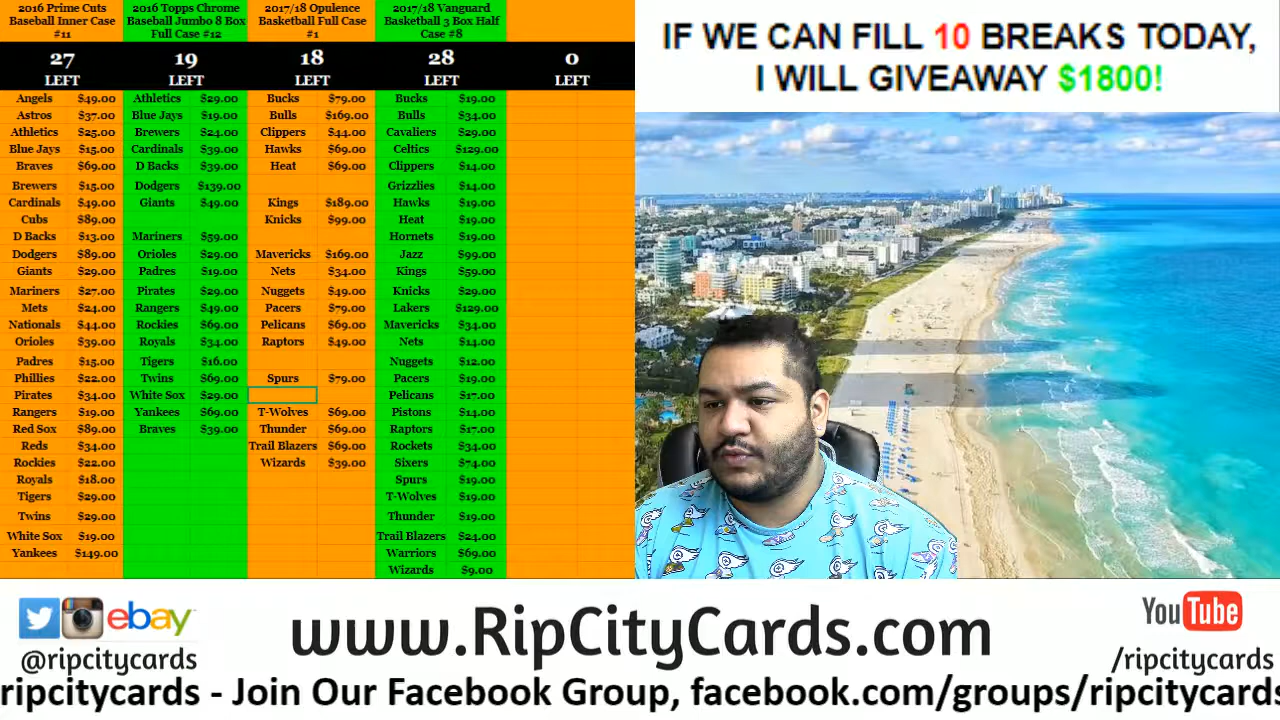 2016 Prime Cuts
Baseball Inner Case
#11
27
LEFT
Angels $49.00
Astros $37.00
Athletics $25.00
Blue Jays $15.00
Braves $69.00
Brewers $15.00
Cardinals $49.00
Cubs $89.00
D Backs $13.00
Dodgers $89.00
Giants $29.00
Mariners $27.00
Mets $24.00
Nationals $44.00
Orioles $39.00
Padres $15.00
Phillies $22.00
Pirates $34.00
Rangers $19.00
Red Sox $89.00
Reds $34.00
Rockies $22.00
Royals $18.00
Tigers $29.00
Twins $29.00
White Sox $19.00
Yankees $149.00
2016 Topps Chrome
Baseball Jumbo 8 Box
Full Case #12
19
LEFT
Athletics $29.00
Blue Jays $19.00
Brewers $24.00
Cardinals $39.00
D Backs $39.00
Dodgers $139.00
Giants $49.00
Mariners $59.00
Orioles $29.00
Padres $19.00
Pirates $29.00
Rangers $49.00
Rockies $69.00
Royals $34.00
Tigers $16.00
Twins $69.00
White Sox $29.00
Yankees $69.00
Braves $39.00
2017/18 Opulence
Basketball Full Case
#1
18
LEFT
Bucks $79.00
Bulls $169.00
Clippers $44.00
Hawks $69.00
Heat $69.00
Kings $189.00
Knicks $99.00
Mavericks $169.00
Nets $34.00
Nuggets $49.00
Pacers $79.00
Pelicans $69.00
Raptors $49.00
Spurs $79.00
T-Wolves $69.00
Thunder $69.00
Trail Blazers $69.00
Wizards $39.00
2017/18 Vanguard
Basketball 3 Box Half
Case #8
28
LEFT
Bucks $19.00
Bulls $34.00
Cavaliers $29.00
Celtics $129.00
Clippers $14.00
Grizzlies $14.00
Hawks $19.00
Heat $19.00
Hornets $19.00
Jazz $99.00
Kings $59.00
Knicks $29.00
Lakers $129.00
Mavericks $34.00
Nets $14.00
Nuggets $12.00
Pacers $19.00
Pelicans $17.00
Pistons $14.00
Raptors $17.00
Rockets $34.00
Sixers $74.00
Spurs $19.00
T-Wolves $19.00
Thunder $19.00
Trail Blazers $24.00
Warriors $69.00
Wizards $9.00
0
LEFT
IF WE CAN FILL 10 BREAKS TODAY,
I WILL GIVEAWAY $1800!
ebay
@ripcitycards
www.RipCityCards.com
YouTube
/ripcitycards
ripcitycards - Join Our Facebook Group, facebook.com/groups/ripcitycards